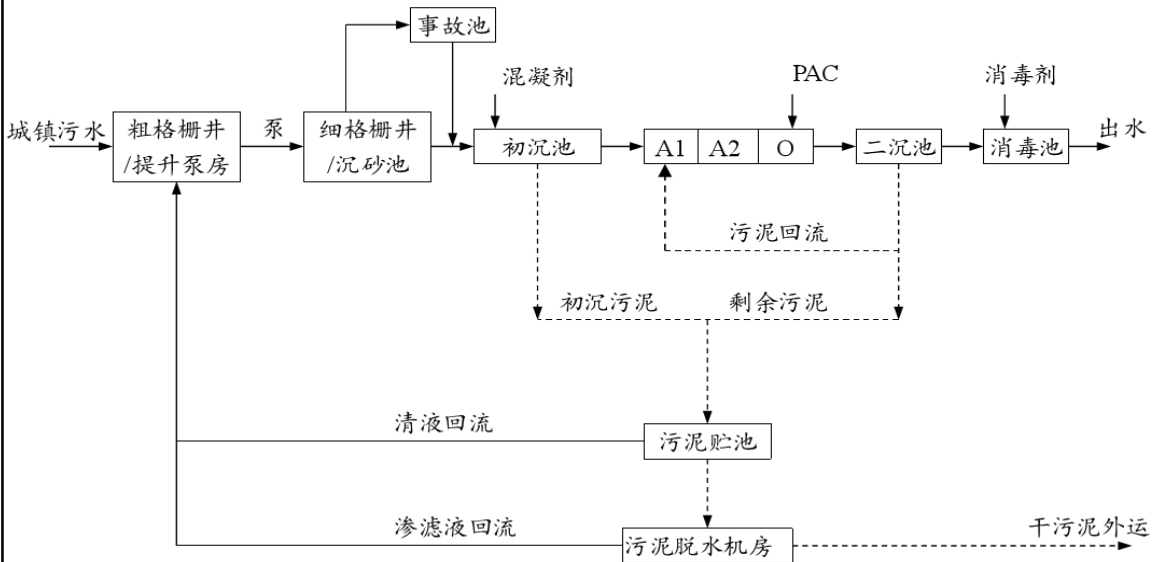 事故池
混凝剂
PAC
消毒剂
城镇污水
粗格栅井
/提升泵房
泵
细格栅井
/沉砂池
初沉池
A1
A2
O
二沉池
消毒池
出水
污泥回流
初沉污泥
剩余污泥
清液回流
污泥贮池
渗滤液回流
污泥脱水机房
干污泥外运